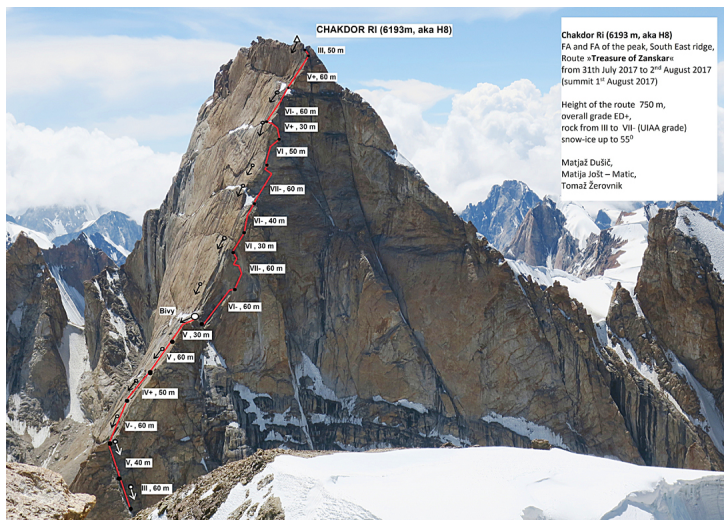 CHAKDOR RI (6193m, aka H8)
Chakdor Ri (6193 m, aka H8)
FA and FA of the peak, South East ridge,
Route »Treasure of Zanskar«
from 31th July 2017 to 2nd August 2017
(summit 1st August 2017)
Height of the route 750 m,
overall grade ED+,
rock from III to VII- (UIAA grade)
snow-ice up to 55⁰
Matjaž Dušič,
Matija Jošt – Matic,
Tomaž Žerovnik
III, 50 m
V+, 60 m
VI- , 60 m
V+ , 30 m
VI , 50 m
VII- , 60 m
VI- , 40 m
VI , 30 m
VII- , 60 m
VI- , 60 m
Bivy
V , 30 m
V , 60 m
IV+ , 50 m
V- , 60 m
V, 40 m
III , 60 m